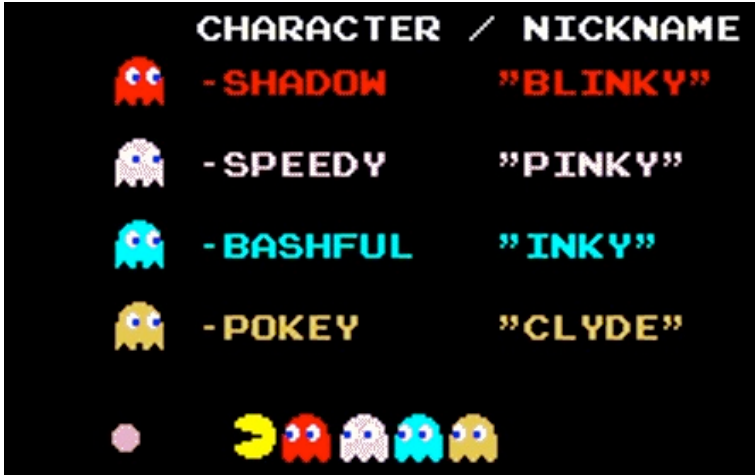 CHARACTER / NICKNAME
-SHADOW ”BLINKY”
-SPEEDY ”PINKY”
-BASHFUL ”INKY”
-POKEY ”CLYDE”